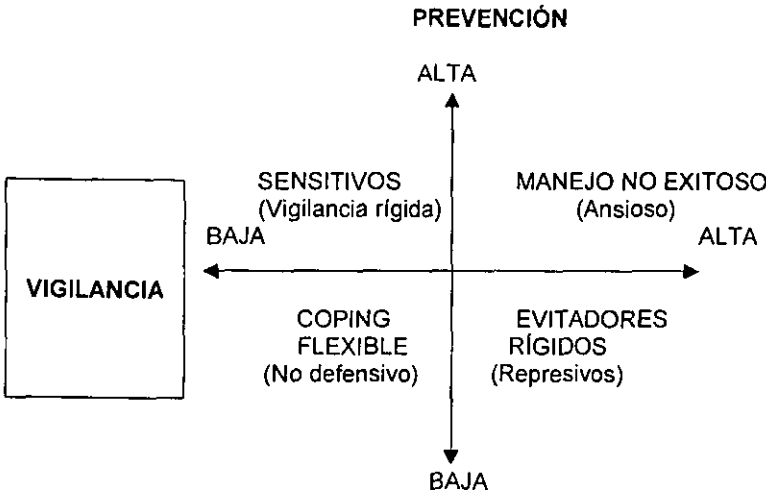 PREVENCIÓN
ALTA
SENSITIVOS
(Vigilancia rígida)
MANEJO NO EXITOSO
(Ansioso)
BAJA
ALTA
VIGILANCIA
COPING
FLEXIBLE
(No defensivo)
EVITADORES
RÍGIDOS
(Represivos)
BAJA